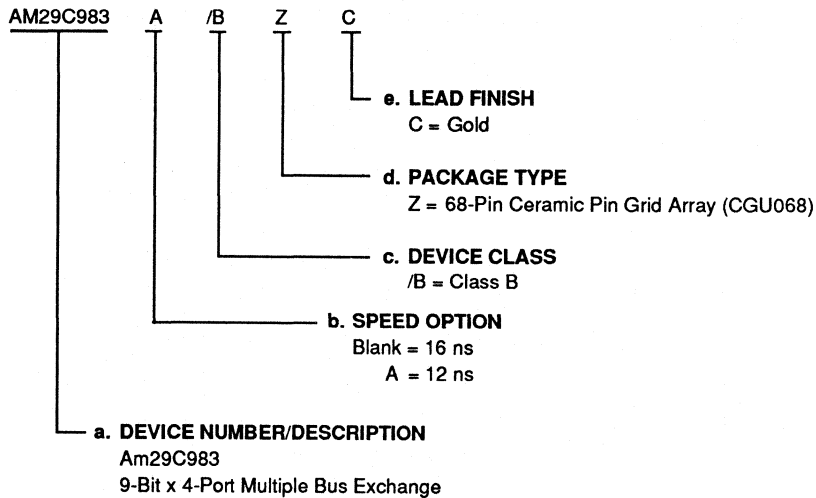 AM29C983 A /B Z C
e. LEAD FINISH
C = Gold
d. PACKAGE TYPE
Z = 68-Pin Ceramic Pin Grid Array (CGU068)
c. DEVICE CLASS
/B = Class B
b. SPEED OPTION
Blank = 16 ns
A = 12 ns
a. DEVICE NUMBER/DESCRIPTION
Am29C983
9-Bit x 4-Port Multiple Bus Exchange